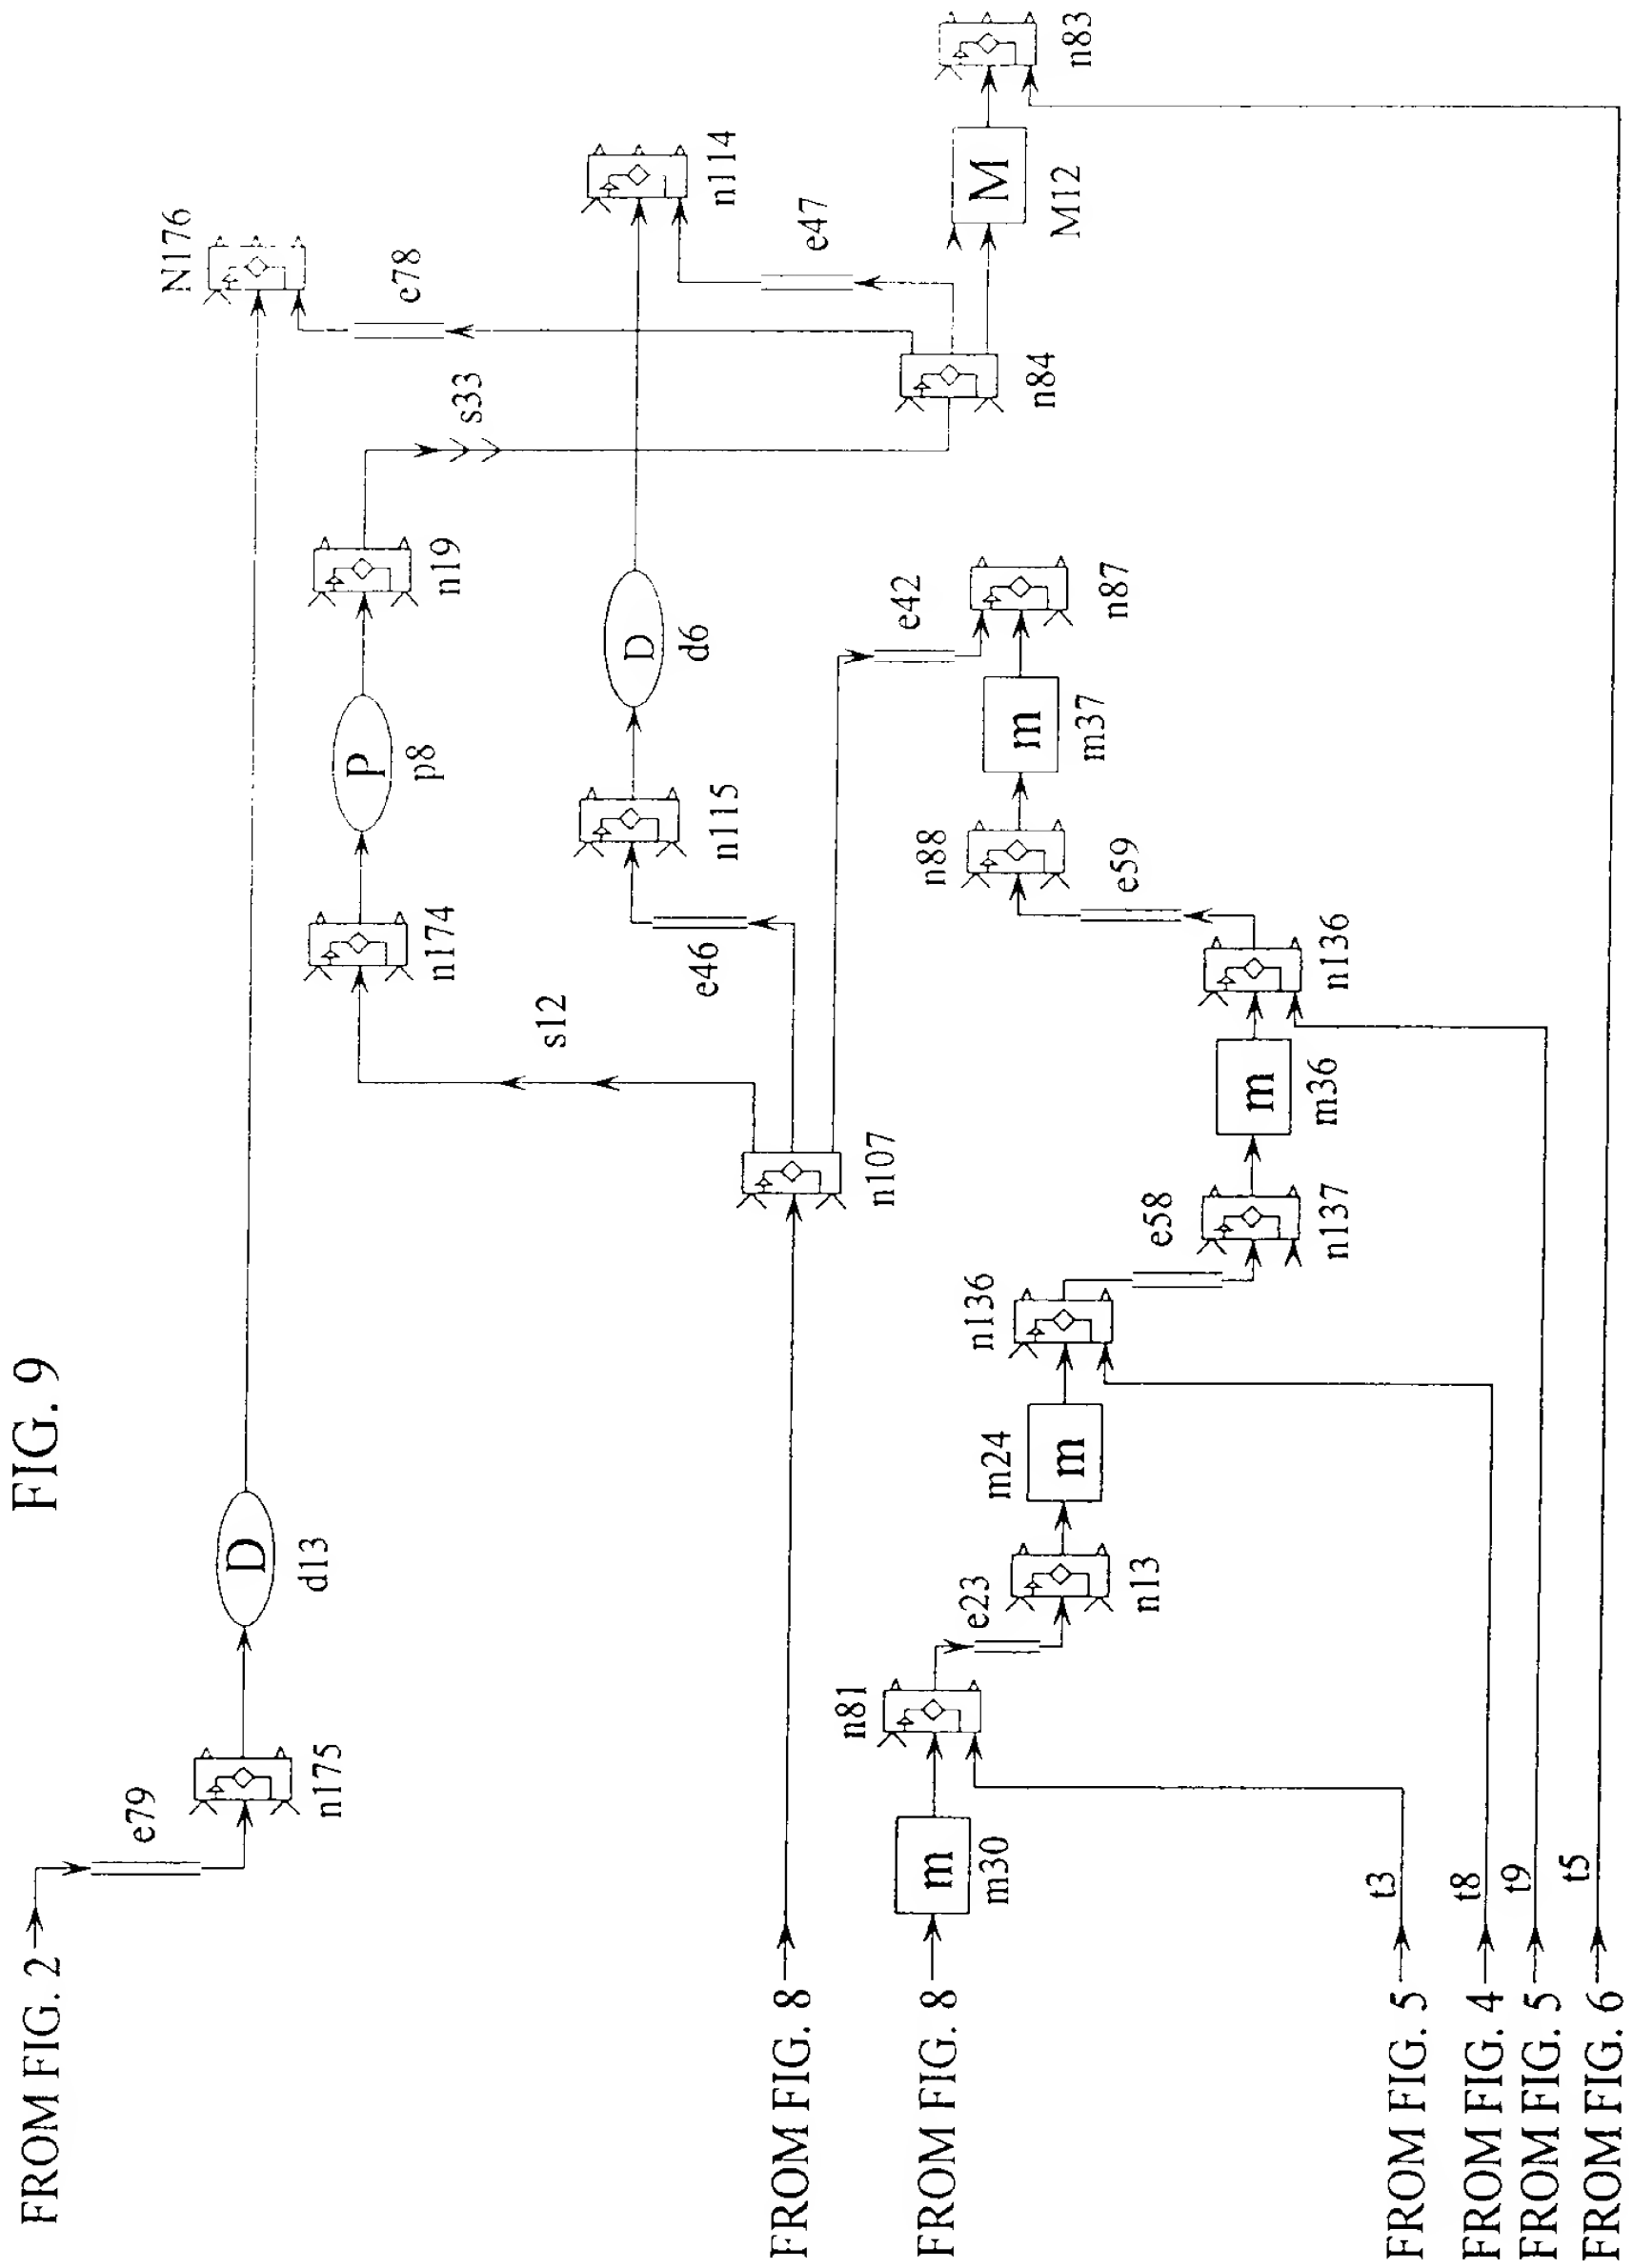 FIG. 9
FROM FIG. 2
e79
n175
D
d13
N176
e78
s12
n174
P
p8
n19
s33
e46
n115
D
d6
n114
e47
FROM FIG. 8
n107
e42
n84
M
M12
n83
FROM FIG. 8
m
m30
n81
e23
n13
m
m24
n136
e58
n137
m
m36
n136
e59
n88
m
m37
n87
FROM FIG. 5
t3
FROM FIG. 4
t8
FROM FIG. 5
t9
FROM FIG. 6
t5